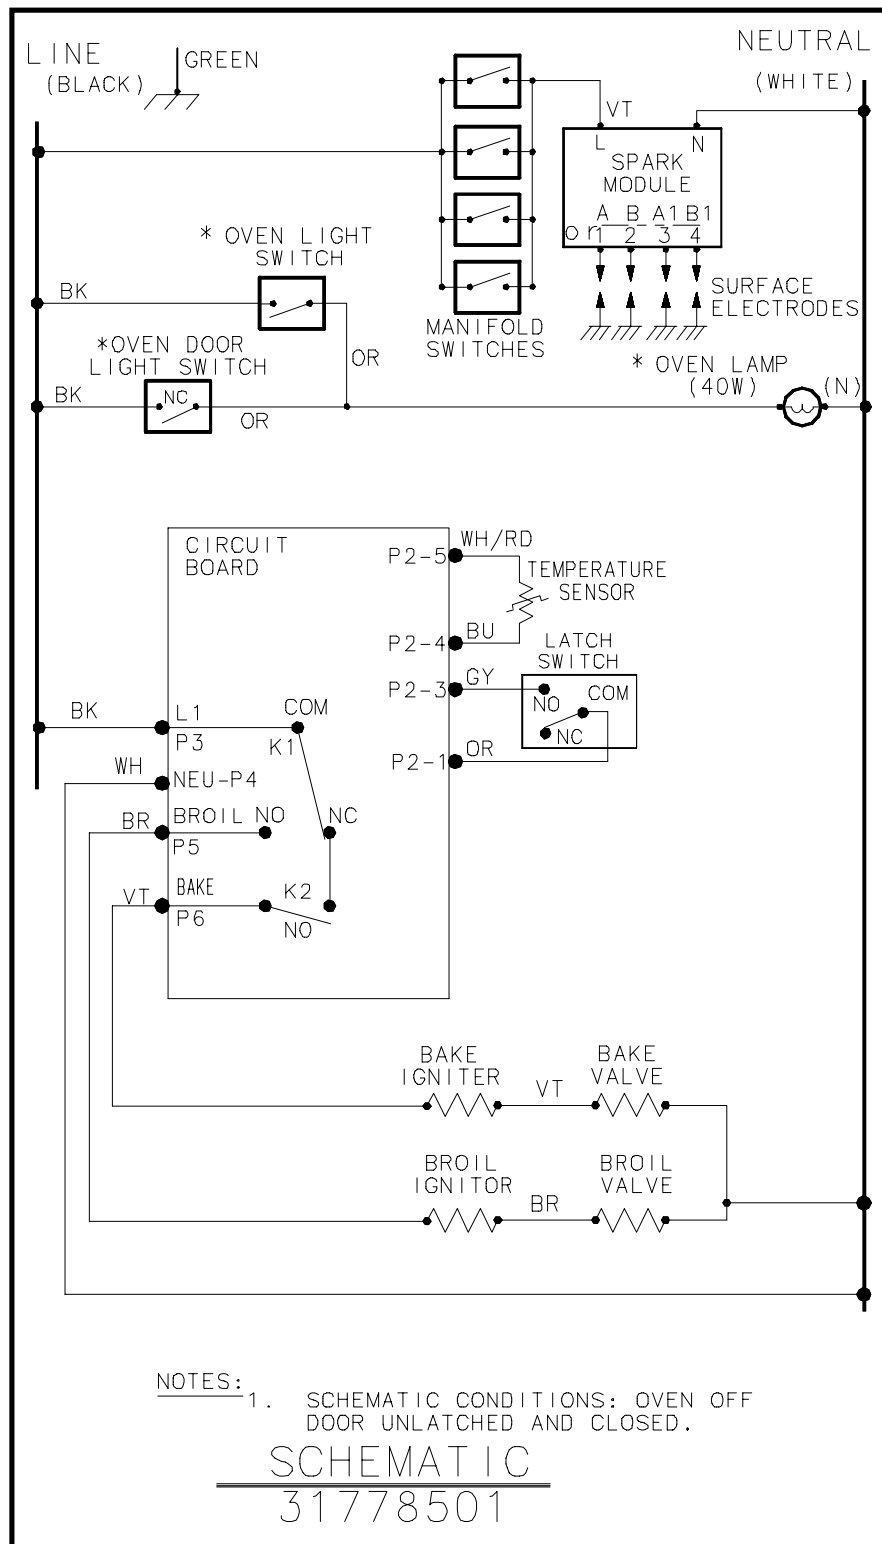 LINE
(BLACK)
GREEN
NEUTRAL
(WHITE)
VT
L N
SPARK
MODULE
A B A1 B1
or 1 2 3 4
SURFACE
ELECTRODES
MANIFOLD
SWITCHES
* OVEN LIGHT
SWITCH
BK
OR
*OVEN DOOR
LIGHT SWITCH
BK
NC
OR
* OVEN LAMP
(40W)
(N)
CIRCUIT
BOARD
P2-5
WH/RD
TEMPERATURE
SENSOR
P2-4
BU
LATCH
SWITCH
P2-3
GY
NO
COM
NC
P2-1
OR
BK
L1
P3
COM
K1
WH
NEU-P4
BR
BROIL NO
NC
P5
VT
BAKE
K2
P6
NO
BAKE
IGNITER
VT
BAKE
VALVE
BROIL
IGNITOR
BR
BROIL
VALVE
NOTES:
1. SCHEMATIC CONDITIONS: OVEN OFF
DOOR UNLATCHED AND CLOSED.
SCHEMATIC
31778501